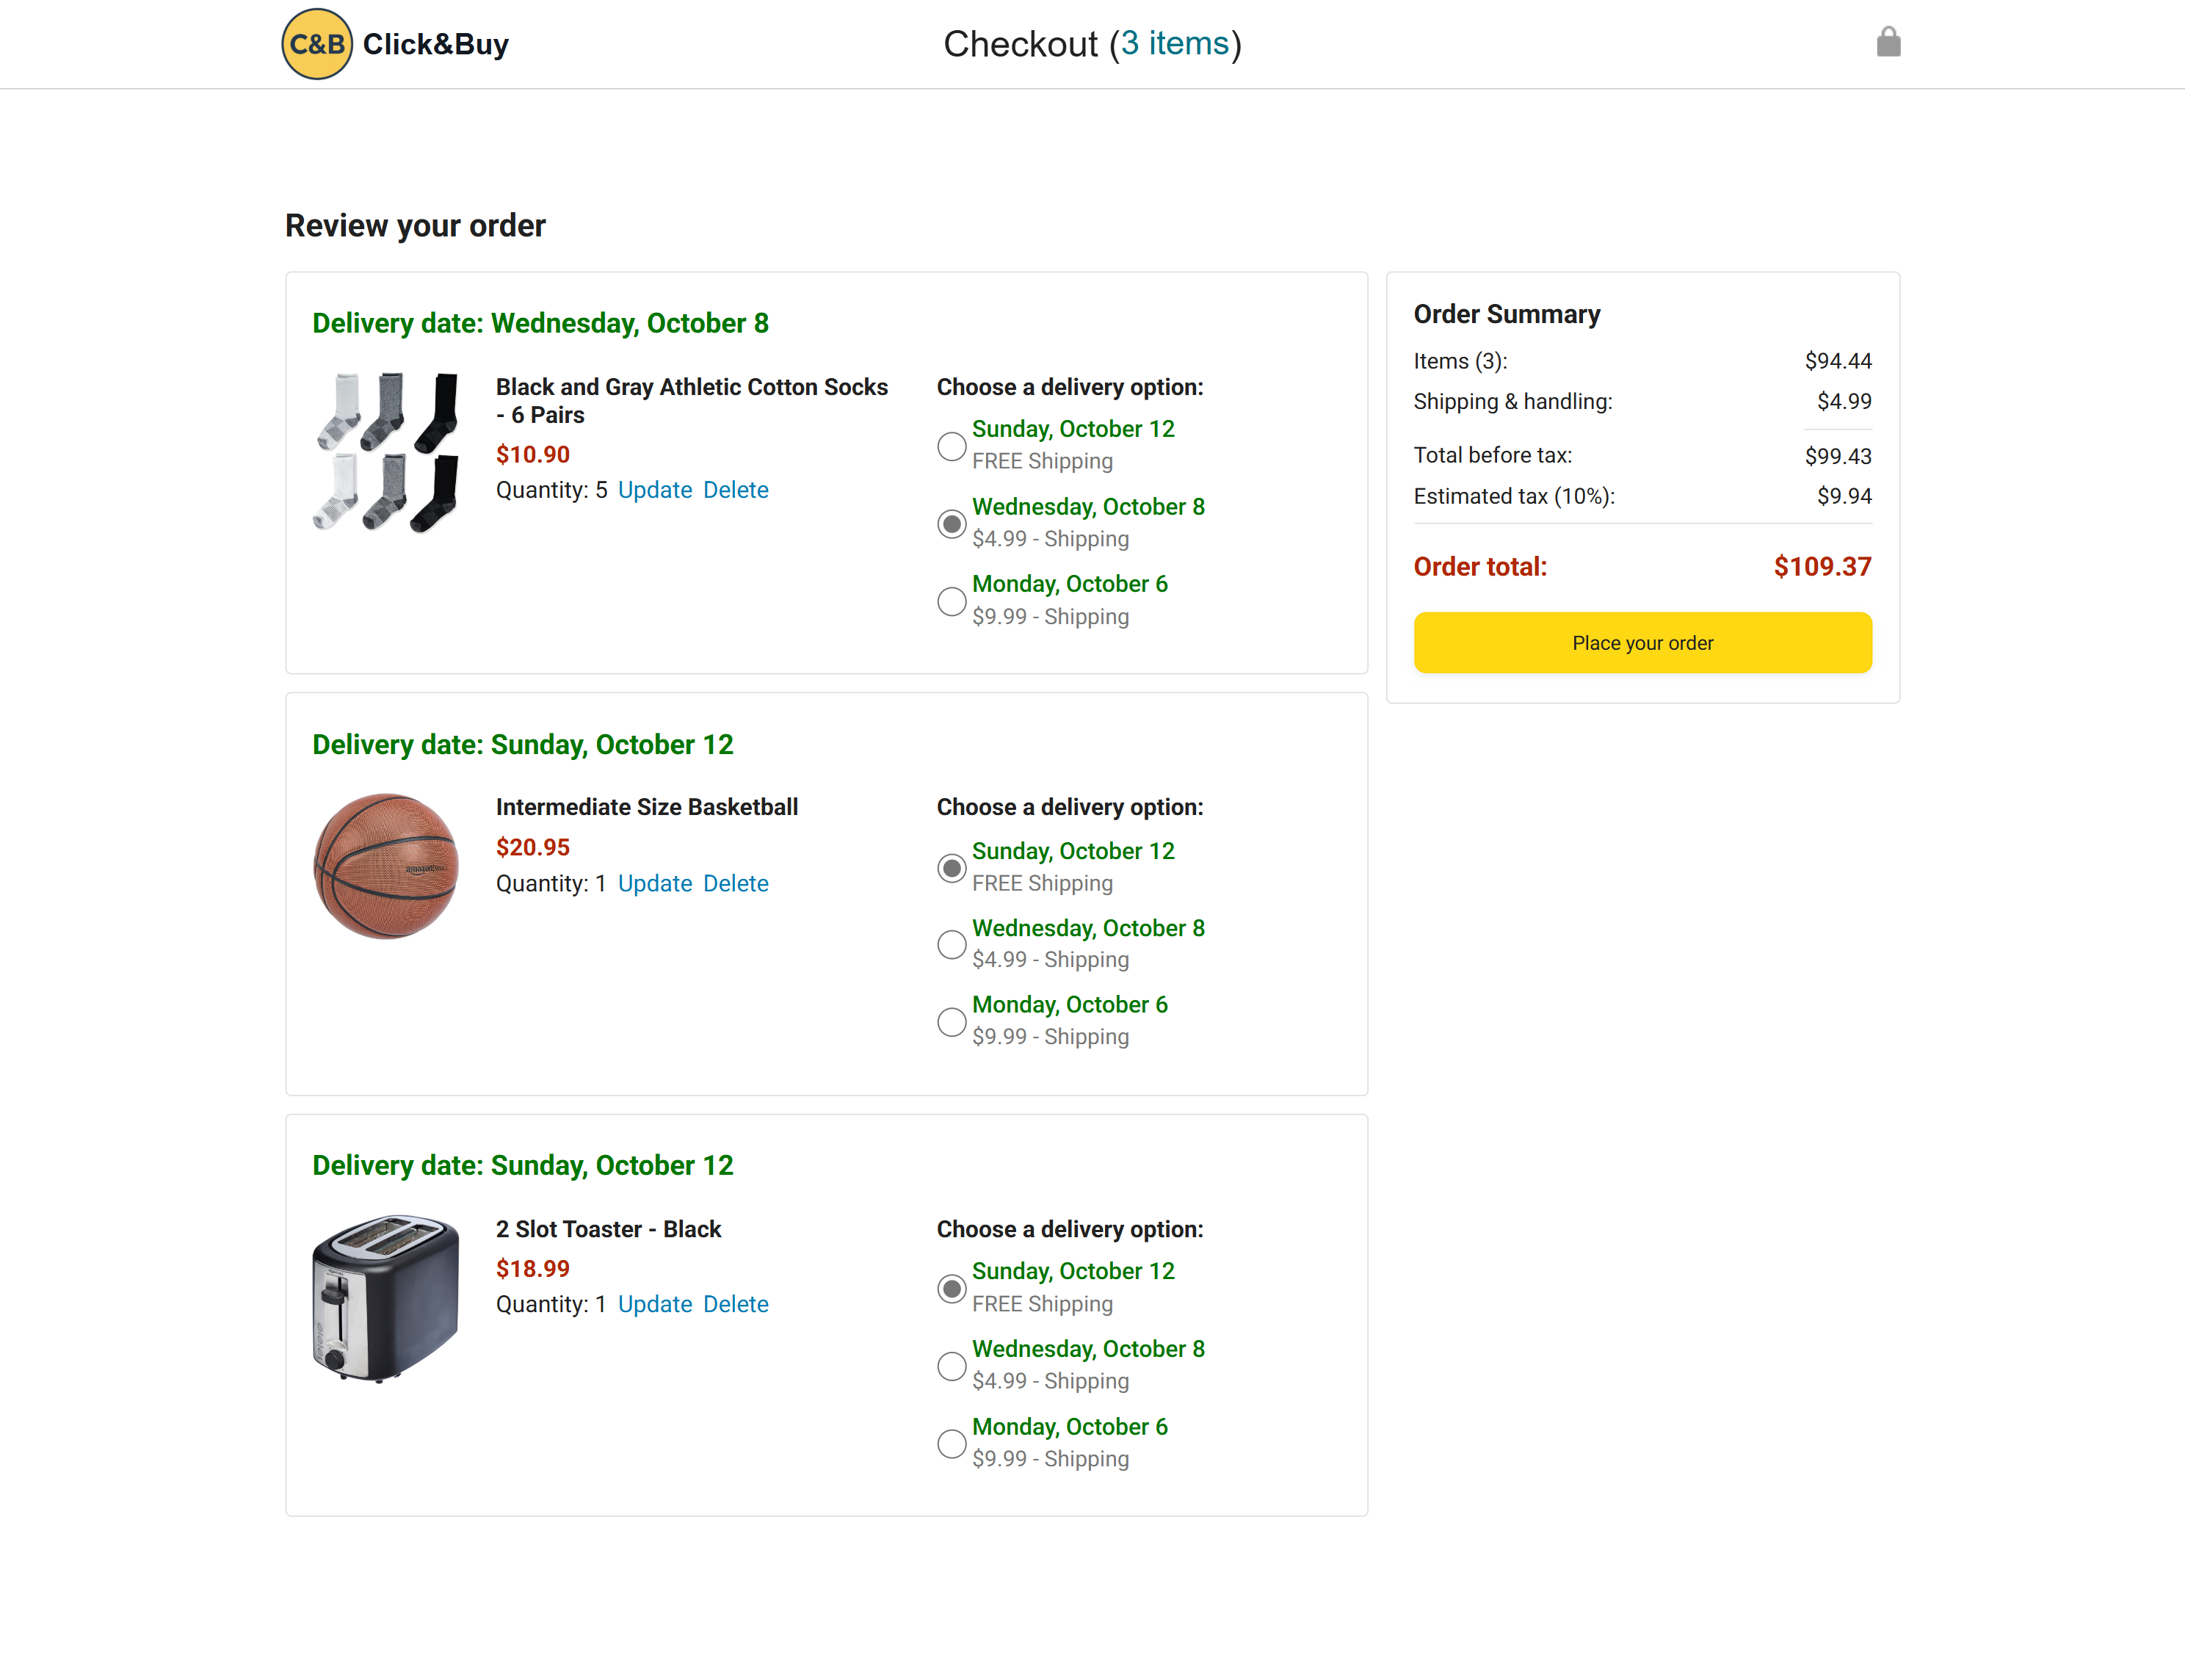 C&B Click&Buy
Checkout (3 items)
Review your order
Delivery date: Wednesday, October 8
Black and Gray Athletic Cotton Socks
- 6 Pairs
$10.90
Quantity: 5 Update Delete
Choose a delivery option:
Sunday, October 12
FREE Shipping
Wednesday, October 8
$4.99 - Shipping
Monday, October 6
$9.99 - Shipping
Delivery date: Sunday, October 12
Intermediate Size Basketball
$20.95
Quantity: 1 Update Delete
Choose a delivery option:
Sunday, October 12
FREE Shipping
Wednesday, October 8
$4.99 - Shipping
Monday, October 6
$9.99 - Shipping
Delivery date: Sunday, October 12
2 Slot Toaster - Black
$18.99
Quantity: 1 Update Delete
Choose a delivery option:
Sunday, October 12
FREE Shipping
Wednesday, October 8
$4.99 - Shipping
Monday, October 6
$9.99 - Shipping
Order Summary
Items (3): $94.44
Shipping & handling: $4.99
Total before tax: $99.43
Estimated tax (10%): $9.94
Order total: $109.37
Place your order